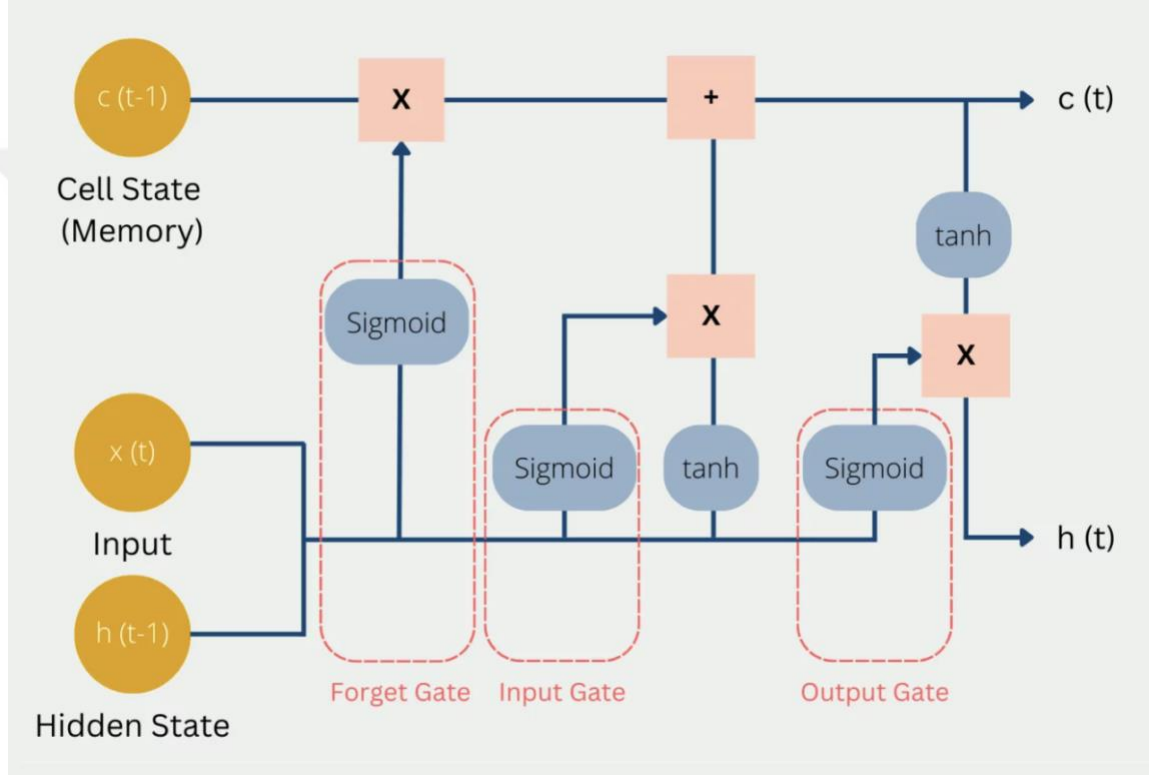 c (t-1)
X
+
c (t)
Cell State
(Memory)
tanh
Sigmoid
X
X
x (t)
Sigmoid
tanh
Sigmoid
Input
h (t)
h (t-1)
Forget Gate
Input Gate
Output Gate
Hidden State